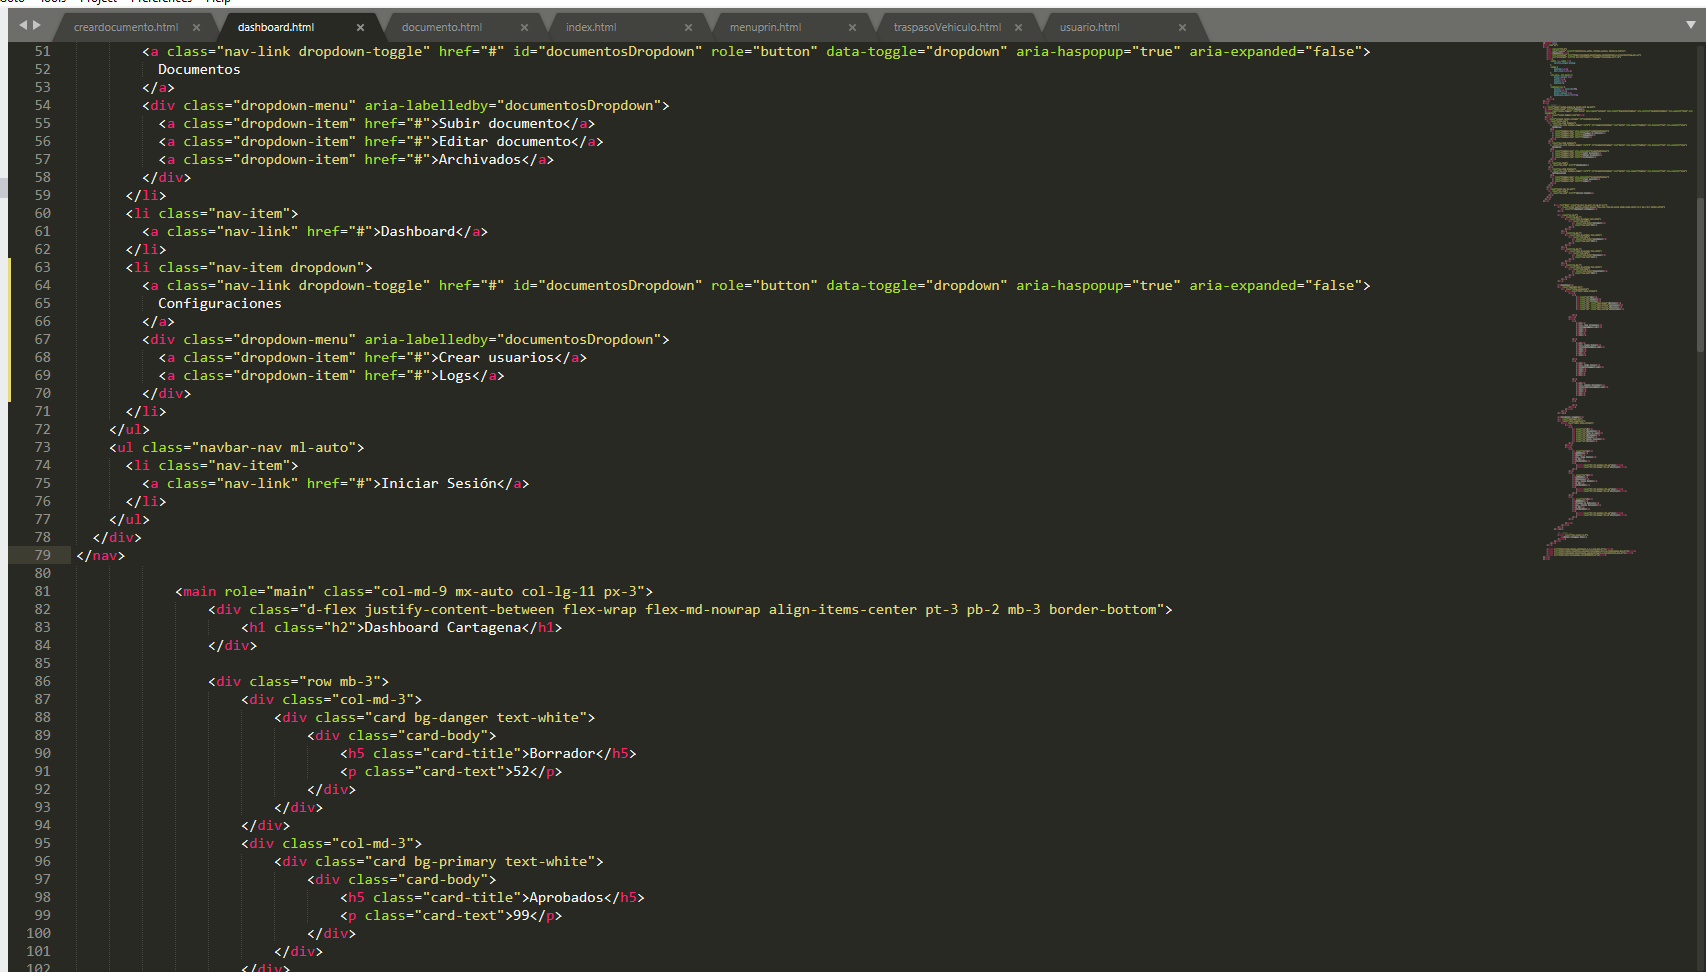 Goto Tools Project Preferences Help
creardocumento.html × dashboard.html × documento.html × index.html × menuprin.html × traspasoVehiculo.html × usuario.html ×
51 <a class="nav-link dropdown-toggle" href="#" id="documentosDropdown" role="button" data-toggle="dropdown" aria-haspopup="true" aria-expanded="false">
52 Documentos
53 </a>
54 <div class="dropdown-menu" aria-labelledby="documentosDropdown">
55 <a class="dropdown-item" href="#">Subir documento</a>
56 <a class="dropdown-item" href="#">Editar documento</a>
57 <a class="dropdown-item" href="#">Archivados</a>
58 </div>
59 </li>
60 <li class="nav-item">
61 <a class="nav-link" href="#">Dashboard</a>
62 </li>
63 <li class="nav-item dropdown">
64 <a class="nav-link dropdown-toggle" href="#" id="documentosDropdown" role="button" data-toggle="dropdown" aria-haspopup="true" aria-expanded="false">
65 Configuraciones
66 </a>
67 <div class="dropdown-menu" aria-labelledby="documentosDropdown">
68 <a class="dropdown-item" href="#">Crear usuarios</a>
69 <a class="dropdown-item" href="#">Logs</a>
70 </div>
71 </li>
72 </ul>
73 <ul class="navbar-nav ml-auto">
74 <li class="nav-item">
75 <a class="nav-link" href="#">Iniciar Sesión</a>
76 </li>
77 </ul>
78 </div>
79 </nav>
80
81 <main role="main" class="col-md-9 mx-auto col-lg-11 px-3">
82 <div class="d-flex justify-content-between flex-wrap flex-md-nowrap align-items-center pt-3 pb-2 mb-3 border-bottom">
83 <h1 class="h2">Dashboard Cartagena</h1>
84 </div>
85
86 <div class="row mb-3">
87 <div class="col-md-3">
88 <div class="card bg-danger text-white">
89 <div class="card-body">
90 <h5 class="card-title">Borrador</h5>
91 <p class="card-text">52</p>
92 </div>
93 </div>
94 </div>
95 <div class="col-md-3">
96 <div class="card bg-primary text-white">
97 <div class="card-body">
98 <h5 class="card-title">Aprobados</h5>
99 <p class="card-text">99</p>
100 </div>
101 </div>
102 </div>